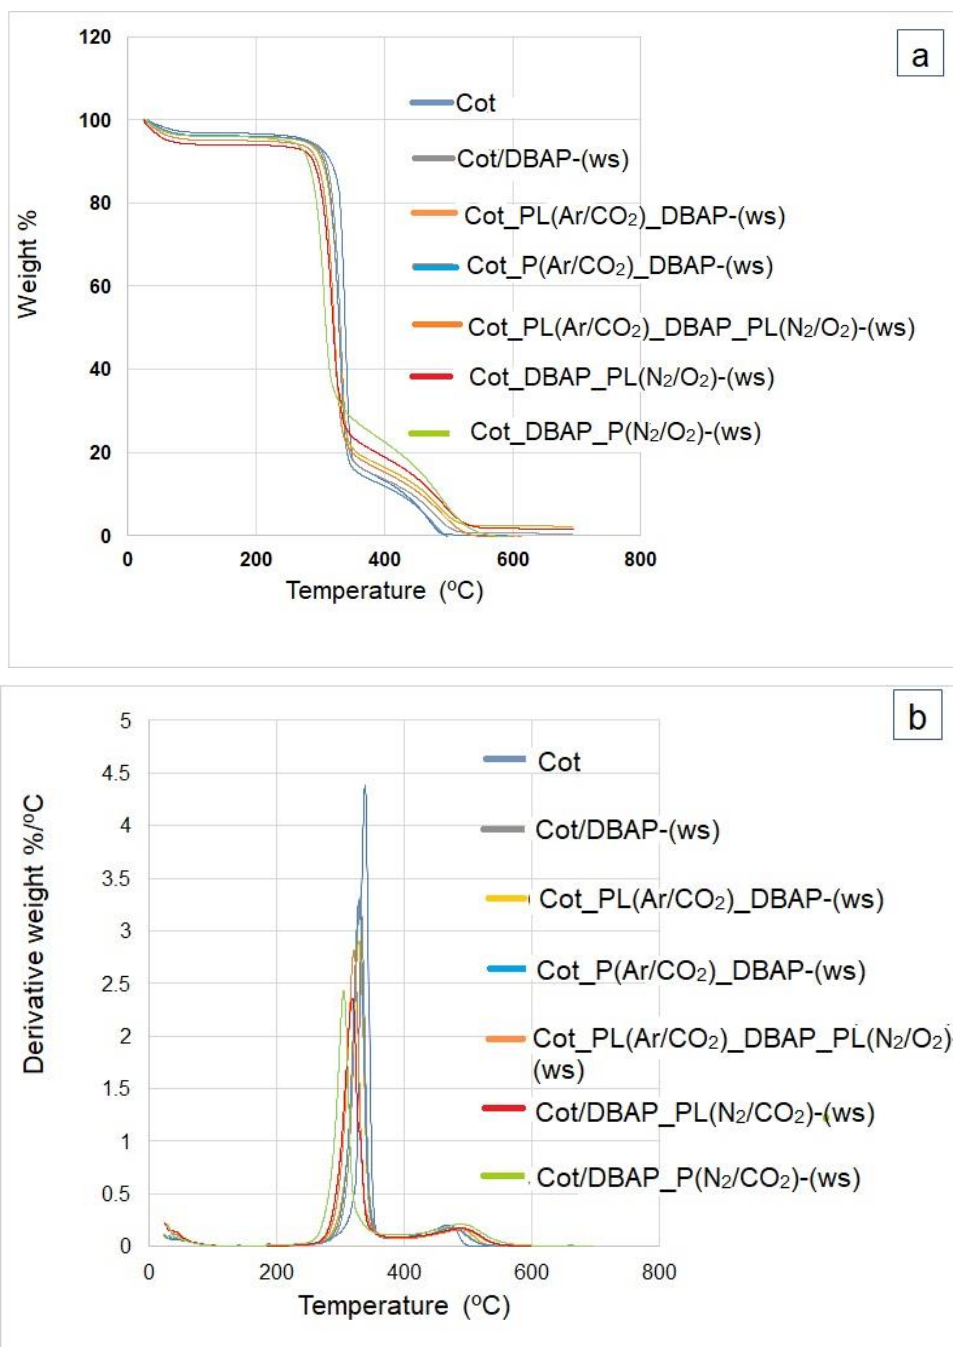 a
120
100
80
60
40
20
0
Weight %
Cot
Cot/DBAP-(ws)
Cot_PL(Ar/CO₂)_DBAP-(ws)
Cot_P(Ar/CO₂)_DBAP-(ws)
Cot_PL(Ar/CO₂)_DBAP_PL(N₂/O₂)-(ws)
Cot_DBAP_PL(N₂/O₂)-(ws)
Cot_DBAP_P(N₂/O₂)-(ws)
0 200 400 600 800
Temperature (ºC)
b
5
4.5
4
3.5
3
2.5
2
1.5
1
0.5
0
Derivative weight %/ºC
Cot
Cot/DBAP-(ws)
Cot_PL(Ar/CO₂)_DBAP-(ws)
Cot_P(Ar/CO₂)_DBAP-(ws)
Cot_PL(Ar/CO₂)_DBAP_PL(N₂/O₂)-
(ws)
Cot/DBAP_PL(N₂/CO₂)-(ws)
Cot/DBAP_P(N₂/CO₂)-(ws)
0 200 400 600 800
Temperature (ºC)